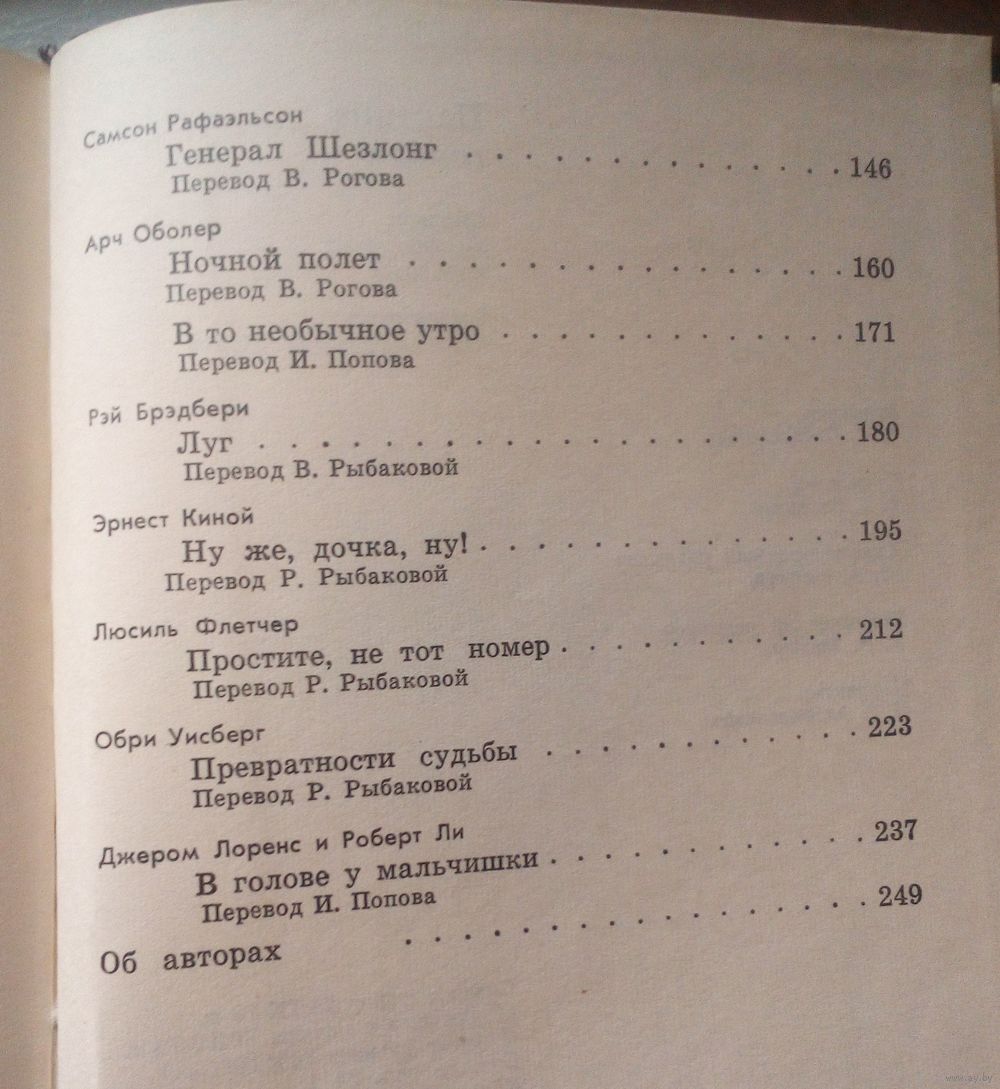 Самсон Рафаэльсон
Генерал Шезлонг . . . . . . . . . . . . . 146
Перевод В. Рогова
Арч Оболер
Ночной полет . . . . . . . . . . . . . . . 160
Перевод В. Рогова
В то необычное утро . . . . . . . . . . . . 171
Перевод И. Попова
Рэй Брэдбери
Луг . . . . . . . . . . . . . . . . . . . . 180
Перевод В. Рыбаковой
Эрнест Киной
Ну же, дочка, ну! . . . . . . . . . . . . . 195
Перевод Р. Рыбаковой
Люсиль Флетчер
Простите, не тот номер . . . . . . . . . . 212
Перевод Р. Рыбаковой
Обри Уисберг
Превратности судьбы . . . . . . . . . . . 223
Перевод Р. Рыбаковой
Джером Лоренс и Роберт Ли
В голове у мальчишки . . . . . . . . . . . 237
Перевод И. Попова
Об авторах . . . . . . . . . . . . . . . . 249
www.ay.by